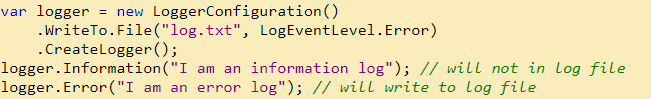 var logger = new LoggerConfiguration()
.WriteTo.File("log.txt", LogEventLevel.Error)
.CreateLogger();
logger.Information("I am an information log"); // will not in log file
logger.Error("I am an error log"); // will write to log file